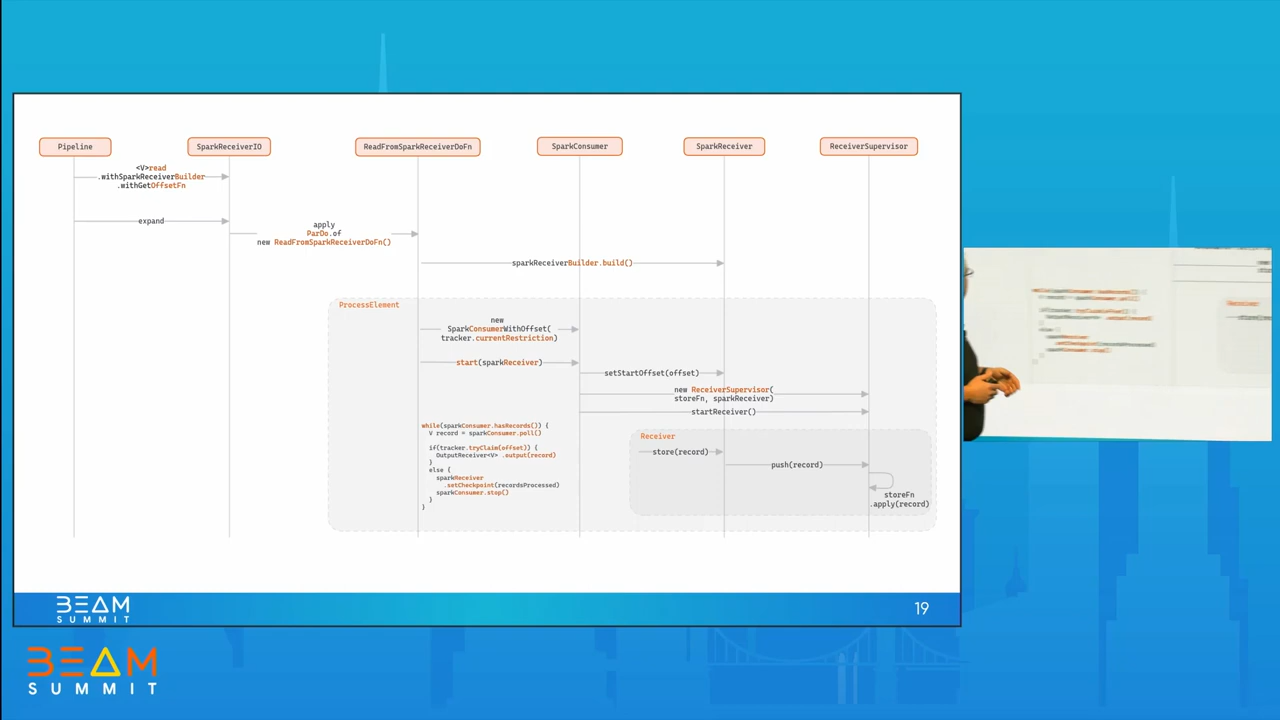 Pipeline
SparkReceiverIO
ReadFromSparkReceiverDoFn
SparkConsumer
SparkReceiver
ReceiverSupervisor
<V>read
.withSparkReceiverBuilder
.withGetOffsetFn
expand
apply
ParDo.of
new ReadFromSparkReceiverDoFn()
sparkReceiverBuilder.build()
ProcessElement
new
SparkConsumerWithOffset(
tracker.currentRestriction)
start(sparkReceiver)
setStartOffset(offset)
new ReceiverSupervisor(
storeFn, sparkReceiver)
startReceiver()
while(sparkConsumer.hasRecords()) {
V record = sparkConsumer.poll()
if(tracker.tryClaim(offset)) {
OutputReceiver<V> .output(record)
}
else {
sparkReceiver
.setCheckpoint(recordsProcessed)
sparkConsumer.stop()
}
}
Receiver
store(record)
push(record)
storeFn
.apply(record)
BEAM
SUMMIT
19
BEAM
SUMMIT
Receiver